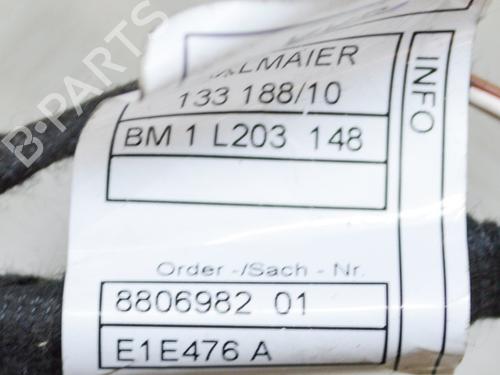 133 188/10
BM 1 L203 148
INFO
Order -/Sach - Nr.
8806982 01
E1E476 A
B-PARTS